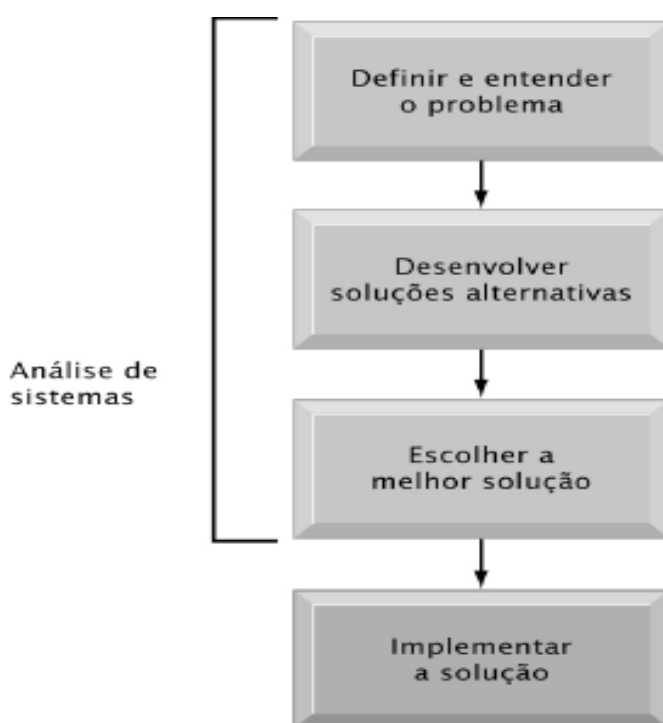 Definir e entender
o problema
Desenvolver
soluções alternativas
Análise de
sistemas
Escolher a
melhor solução
Implementar
a solução